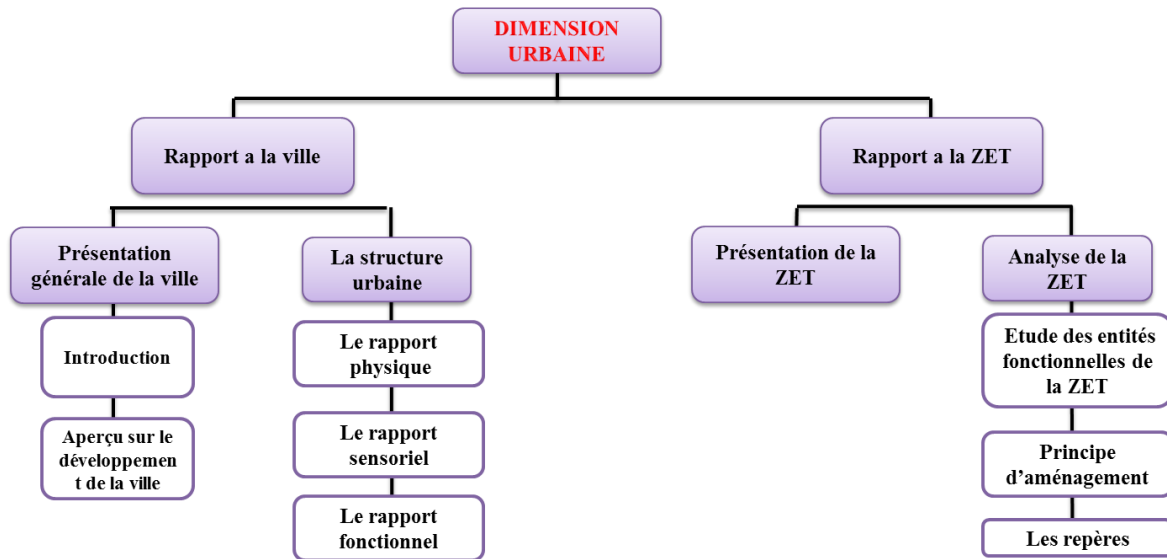 DIMENSION
URBAINE
Rapport a la ville
Rapport a la ZET
Présentation
générale de la ville
La structure
urbaine
Présentation de la
ZET
Analyse de la
ZET
Introduction
Aperçu sur le
développemen
t de la ville
Le rapport
physique
Le rapport
sensoriel
Le rapport
fonctionnel
Etude des entités
fonctionnelles de
la ZET
Principe
d’aménagement
Les repères